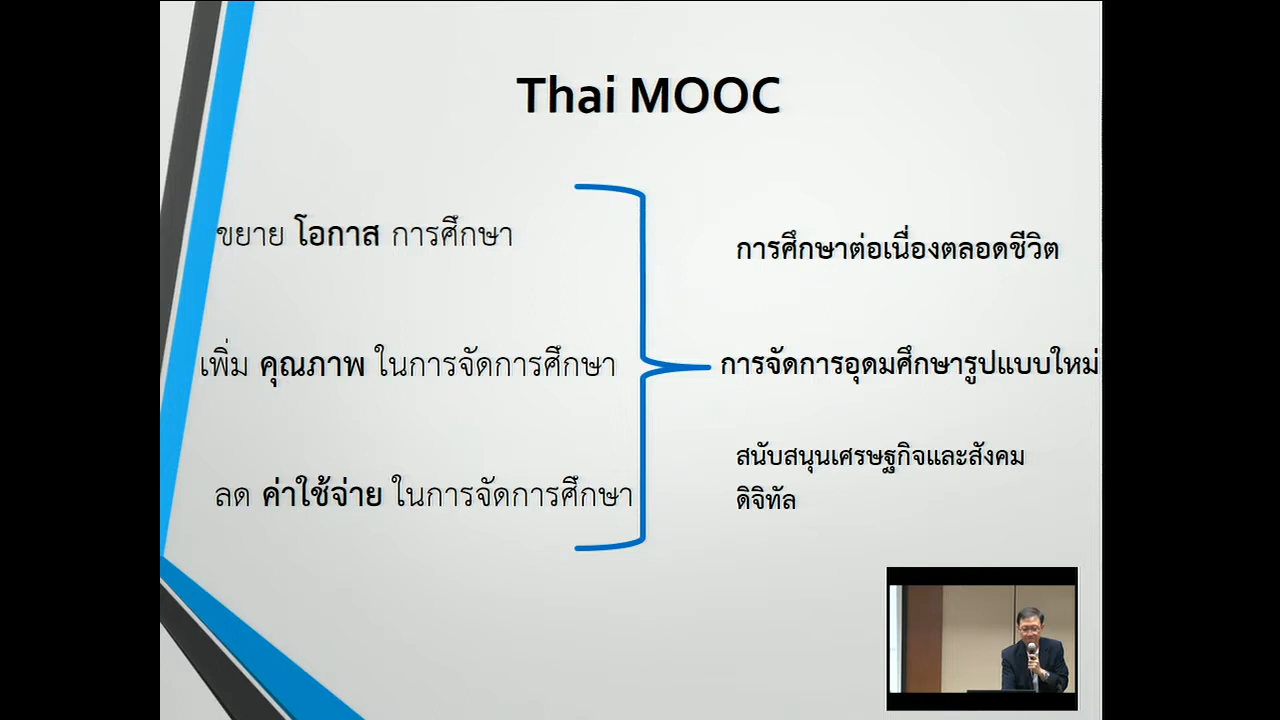 Thai MOOC
ขยาย โอกาส การศึกษา
เพิ่ม คุณภาพ ในการจัดการศึกษา
ลด ค่าใช้จ่าย ในการจัดการศึกษา
การศึกษาต่อเนื่องตลอดชีวิต
การจัดการอุดมศึกษารูปแบบใหม่
สนับสนุนเศรษฐกิจและสังคม
ดิจิทัล